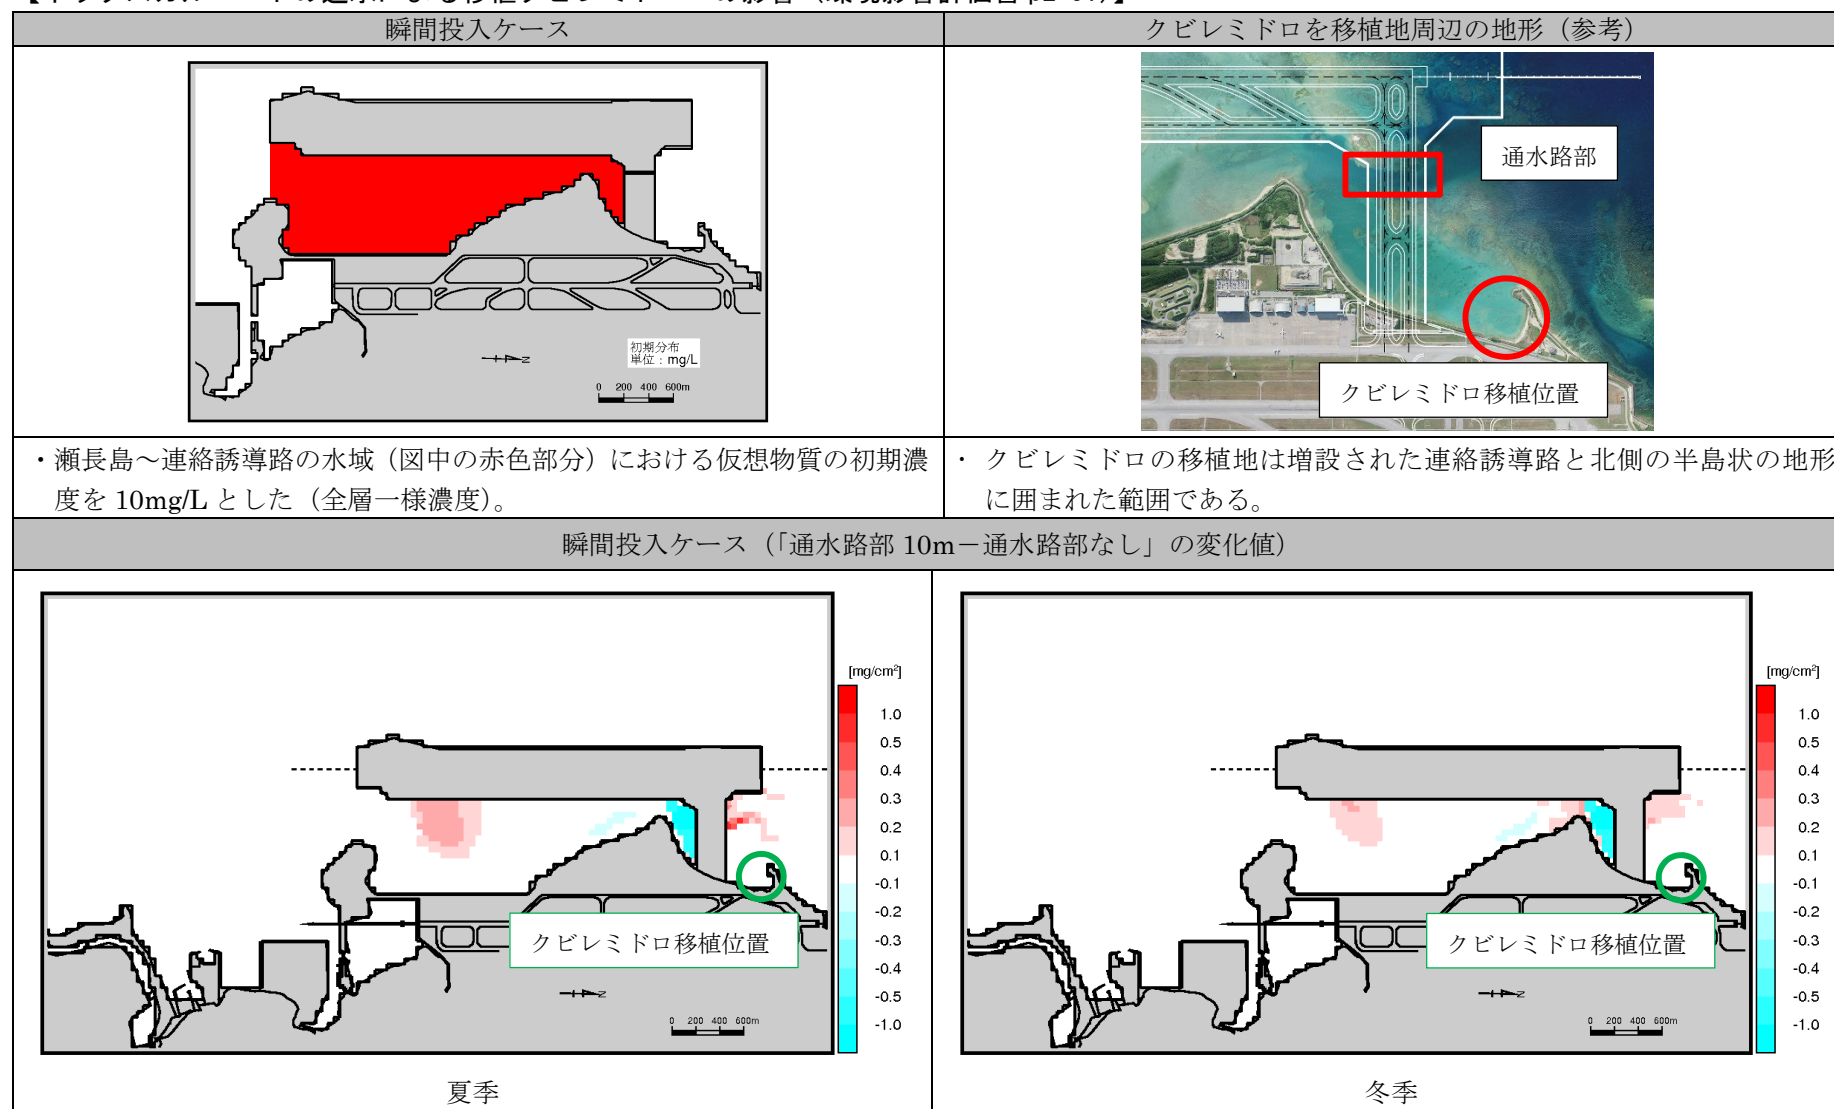 瞬間投入ケース
クビレミドロを移植地周辺の地形（参考）
初期分布
単位：mg/L
N
0 200 400 600m
通水路部
クビレミドロ移植位置
・瀬長島～連絡誘導路の水域（図中の赤色部分）における仮想物質の初期濃
度を 10mg/L とした（全層一様濃度）。
・ クビレミドロの移植地は増設された連絡誘導路と北側の半島状の地形
に囲まれた範囲である。
瞬間投入ケース（「通水路部 10m－通水路部なし」の変化値）
[mg/cm²]
1.0
0.5
0.4
0.3
0.2
0.1
-0.1
-0.2
-0.3
-0.4
-0.5
-1.0
クビレミドロ移植位置
N
0 200 400 600m
夏季
[mg/cm²]
1.0
0.5
0.4
0.3
0.2
0.1
-0.1
-0.2
-0.3
-0.4
-0.5
-1.0
クビレミドロ移植位置
N
0 200 400 600m
冬季